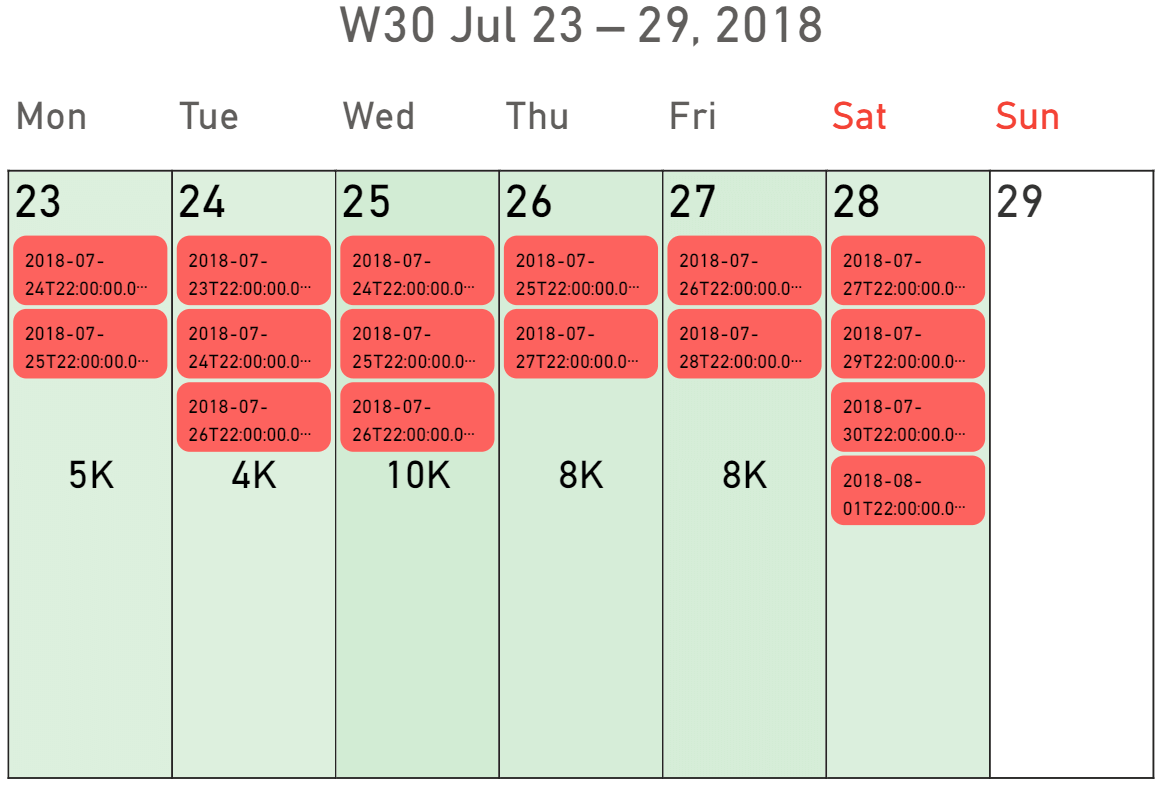 W30 Jul 23 – 29, 2018
Mon Tue Wed Thu Fri Sat Sun
23 24 25 26 27 28 29
2018-07-
24T22:00:00.0···
2018-07-
25T22:00:00.0···
5K
2018-07-
23T22:00:00.0···
2018-07-
24T22:00:00.0···
2018-07-
26T22:00:00.0···
4K
2018-07-
24T22:00:00.0···
2018-07-
25T22:00:00.0···
2018-07-
26T22:00:00.0···
10K
2018-07-
25T22:00:00.0···
2018-07-
27T22:00:00.0···
8K
2018-07-
26T22:00:00.0···
2018-07-
28T22:00:00.0···
8K
2018-07-
27T22:00:00.0···
2018-07-
29T22:00:00.0···
2018-07-
30T22:00:00.0···
2018-08-
01T22:00:00.0···